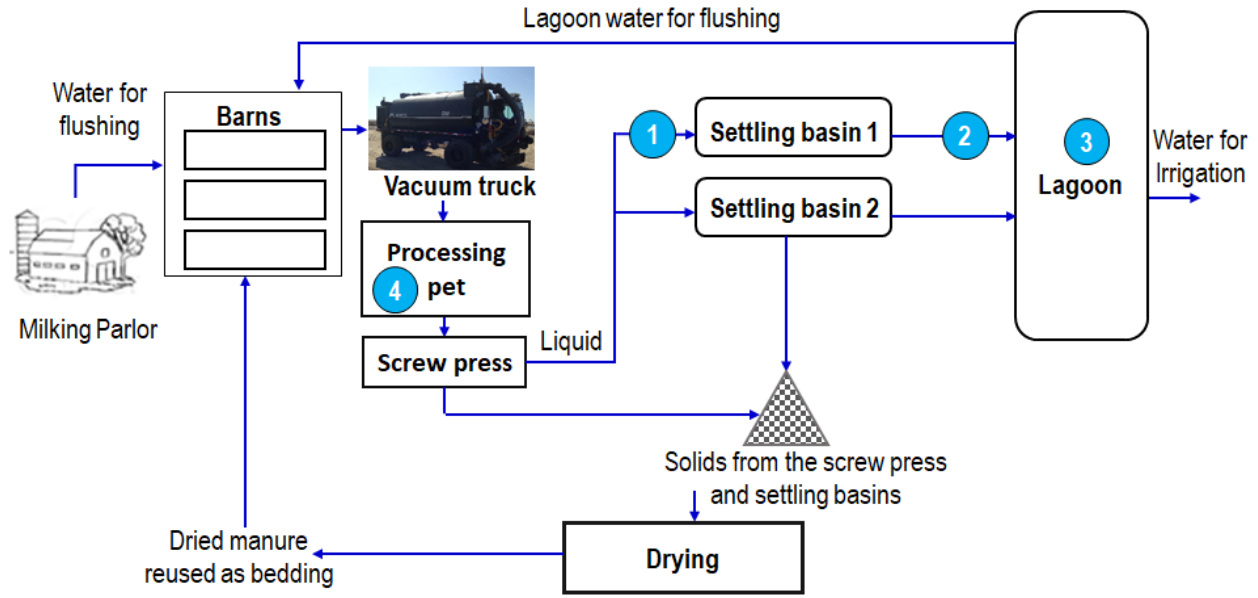 Lagoon water for flushing
Water for
flushing
Barns
1
Settling basin 1
2
3
Lagoon
Water for
Irrigation
Vacuum truck
Settling basin 2
Processing
4
pet
Milking Parlor
Liquid
Screw press
Solids from the screw press
and settling basins
Dried manure
reused as bedding
Drying